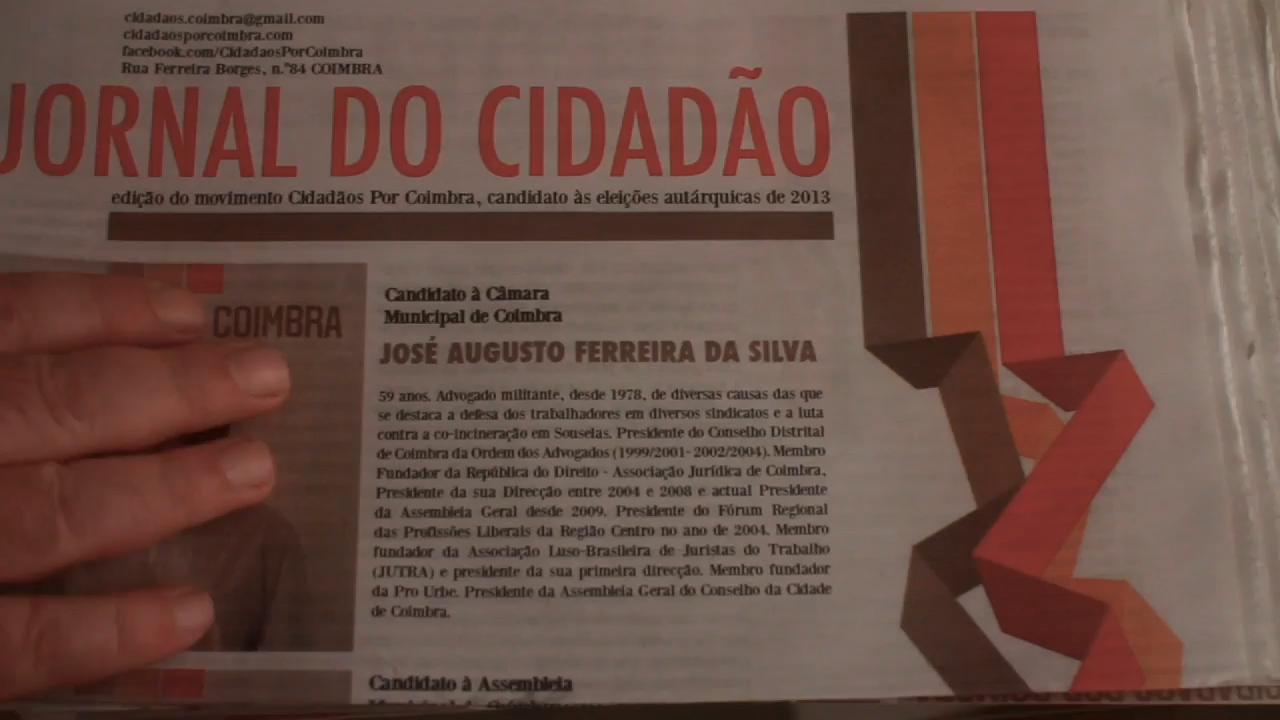 cidadaos.coimbra@gmail.com
cidadaosporcoimbra.com
facebook.com/CidadaosPorCoimbra
Rua Ferreira Borges, n.º84 COIMBRA
JORNAL DO CIDADÃO
edição do movimento Cidadãos Por Coimbra, candidato às eleições autárquicas de 2013
COIMBRA
Candidato à Câmara
Municipal de Coimbra
JOSÉ AUGUSTO FERREIRA DA SILVA
59 anos. Advogado militante, desde 1978, de diversas causas das que
se destaca a defesa dos trabalhadores em diversos sindicatos e a luta
contra a co-incineração em Souselas. Presidente do Conselho Distrital
de Coimbra da Ordem dos Advogados (1999/2001- 2002/2004). Membro
Fundador da República do Direito - Associação Jurídica de Coimbra,
Presidente da sua Direcção entre 2004 e 2008 e actual Presidente
da Assembleia Geral desde 2009. Presidente do Fórum Regional
das Profissões Liberais da Região Centro no ano de 2004. Membro
fundador da Associação Luso-Brasileira de Juristas do Trabalho
(JUTRA) e presidente da sua primeira direcção. Membro fundador
da Pro Urbe. Presidente da Assembleia Geral do Conselho da Cidade
de Coimbra.
Candidato à Assembleia